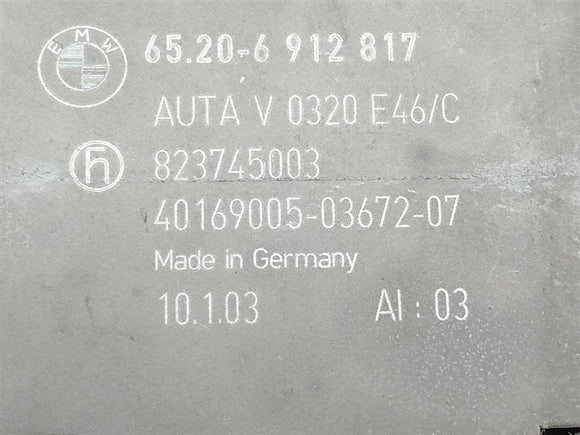 BMW 65.20-6 912 817
AUTA V 0320 E46/C
h 823745003
40169005-03672-07
Made in Germany
10.1.03 AI : 03